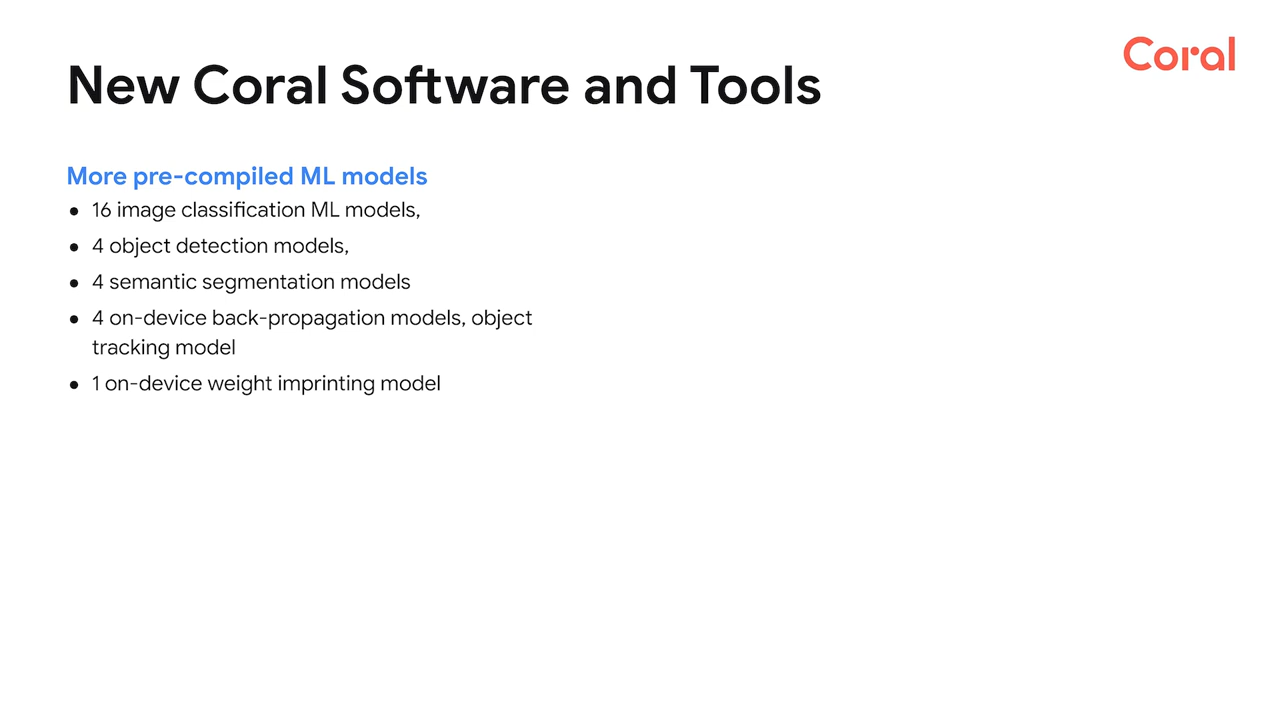 Coral
New Coral Software and Tools
More pre-compiled ML models
● 16 image classification ML models,
● 4 object detection models,
● 4 semantic segmentation models
● 4 on-device back-propagation models, object
tracking model
● 1 on-device weight imprinting model